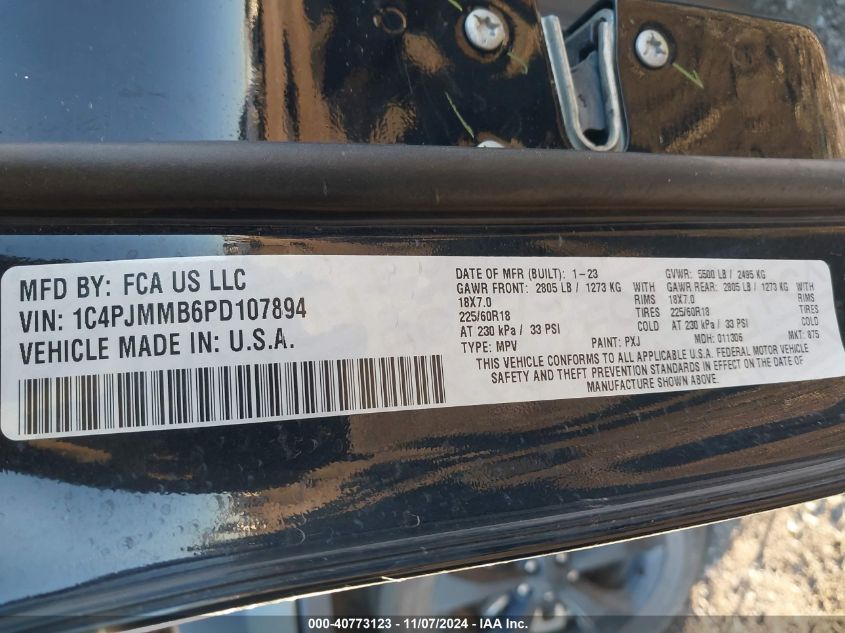 MFD BY: FCA US LLC
VIN: 1C4PJMMB6PD107894
VEHICLE MADE IN: U.S.A.
DATE OF MFR (BUILT): 1-23 GVWR: 5500 LB / 2495 KG
GAWR FRONT: 2805 LB / 1273 KG WITH GAWR REAR: 2805 LB / 1273 KG WITH
18X7.0 RIMS 18X7.0 RIMS
225/60R18 TIRES 225/60R18 TIRES
AT 230 kPa / 33 PSI COLD AT 230 kPa / 33 PSI COLD
TYPE: MPV PAINT: PXJ MDH: 011306 MKT: 875
THIS VEHICLE CONFORMS TO ALL APPLICABLE U.S.A. FEDERAL MOTOR VEHICLE
SAFETY AND THEFT PREVENTION STANDARDS IN EFFECT ON THE DATE OF
MANUFACTURE SHOWN ABOVE.
000-40773123 - 11/07/2024 - IAA Inc.